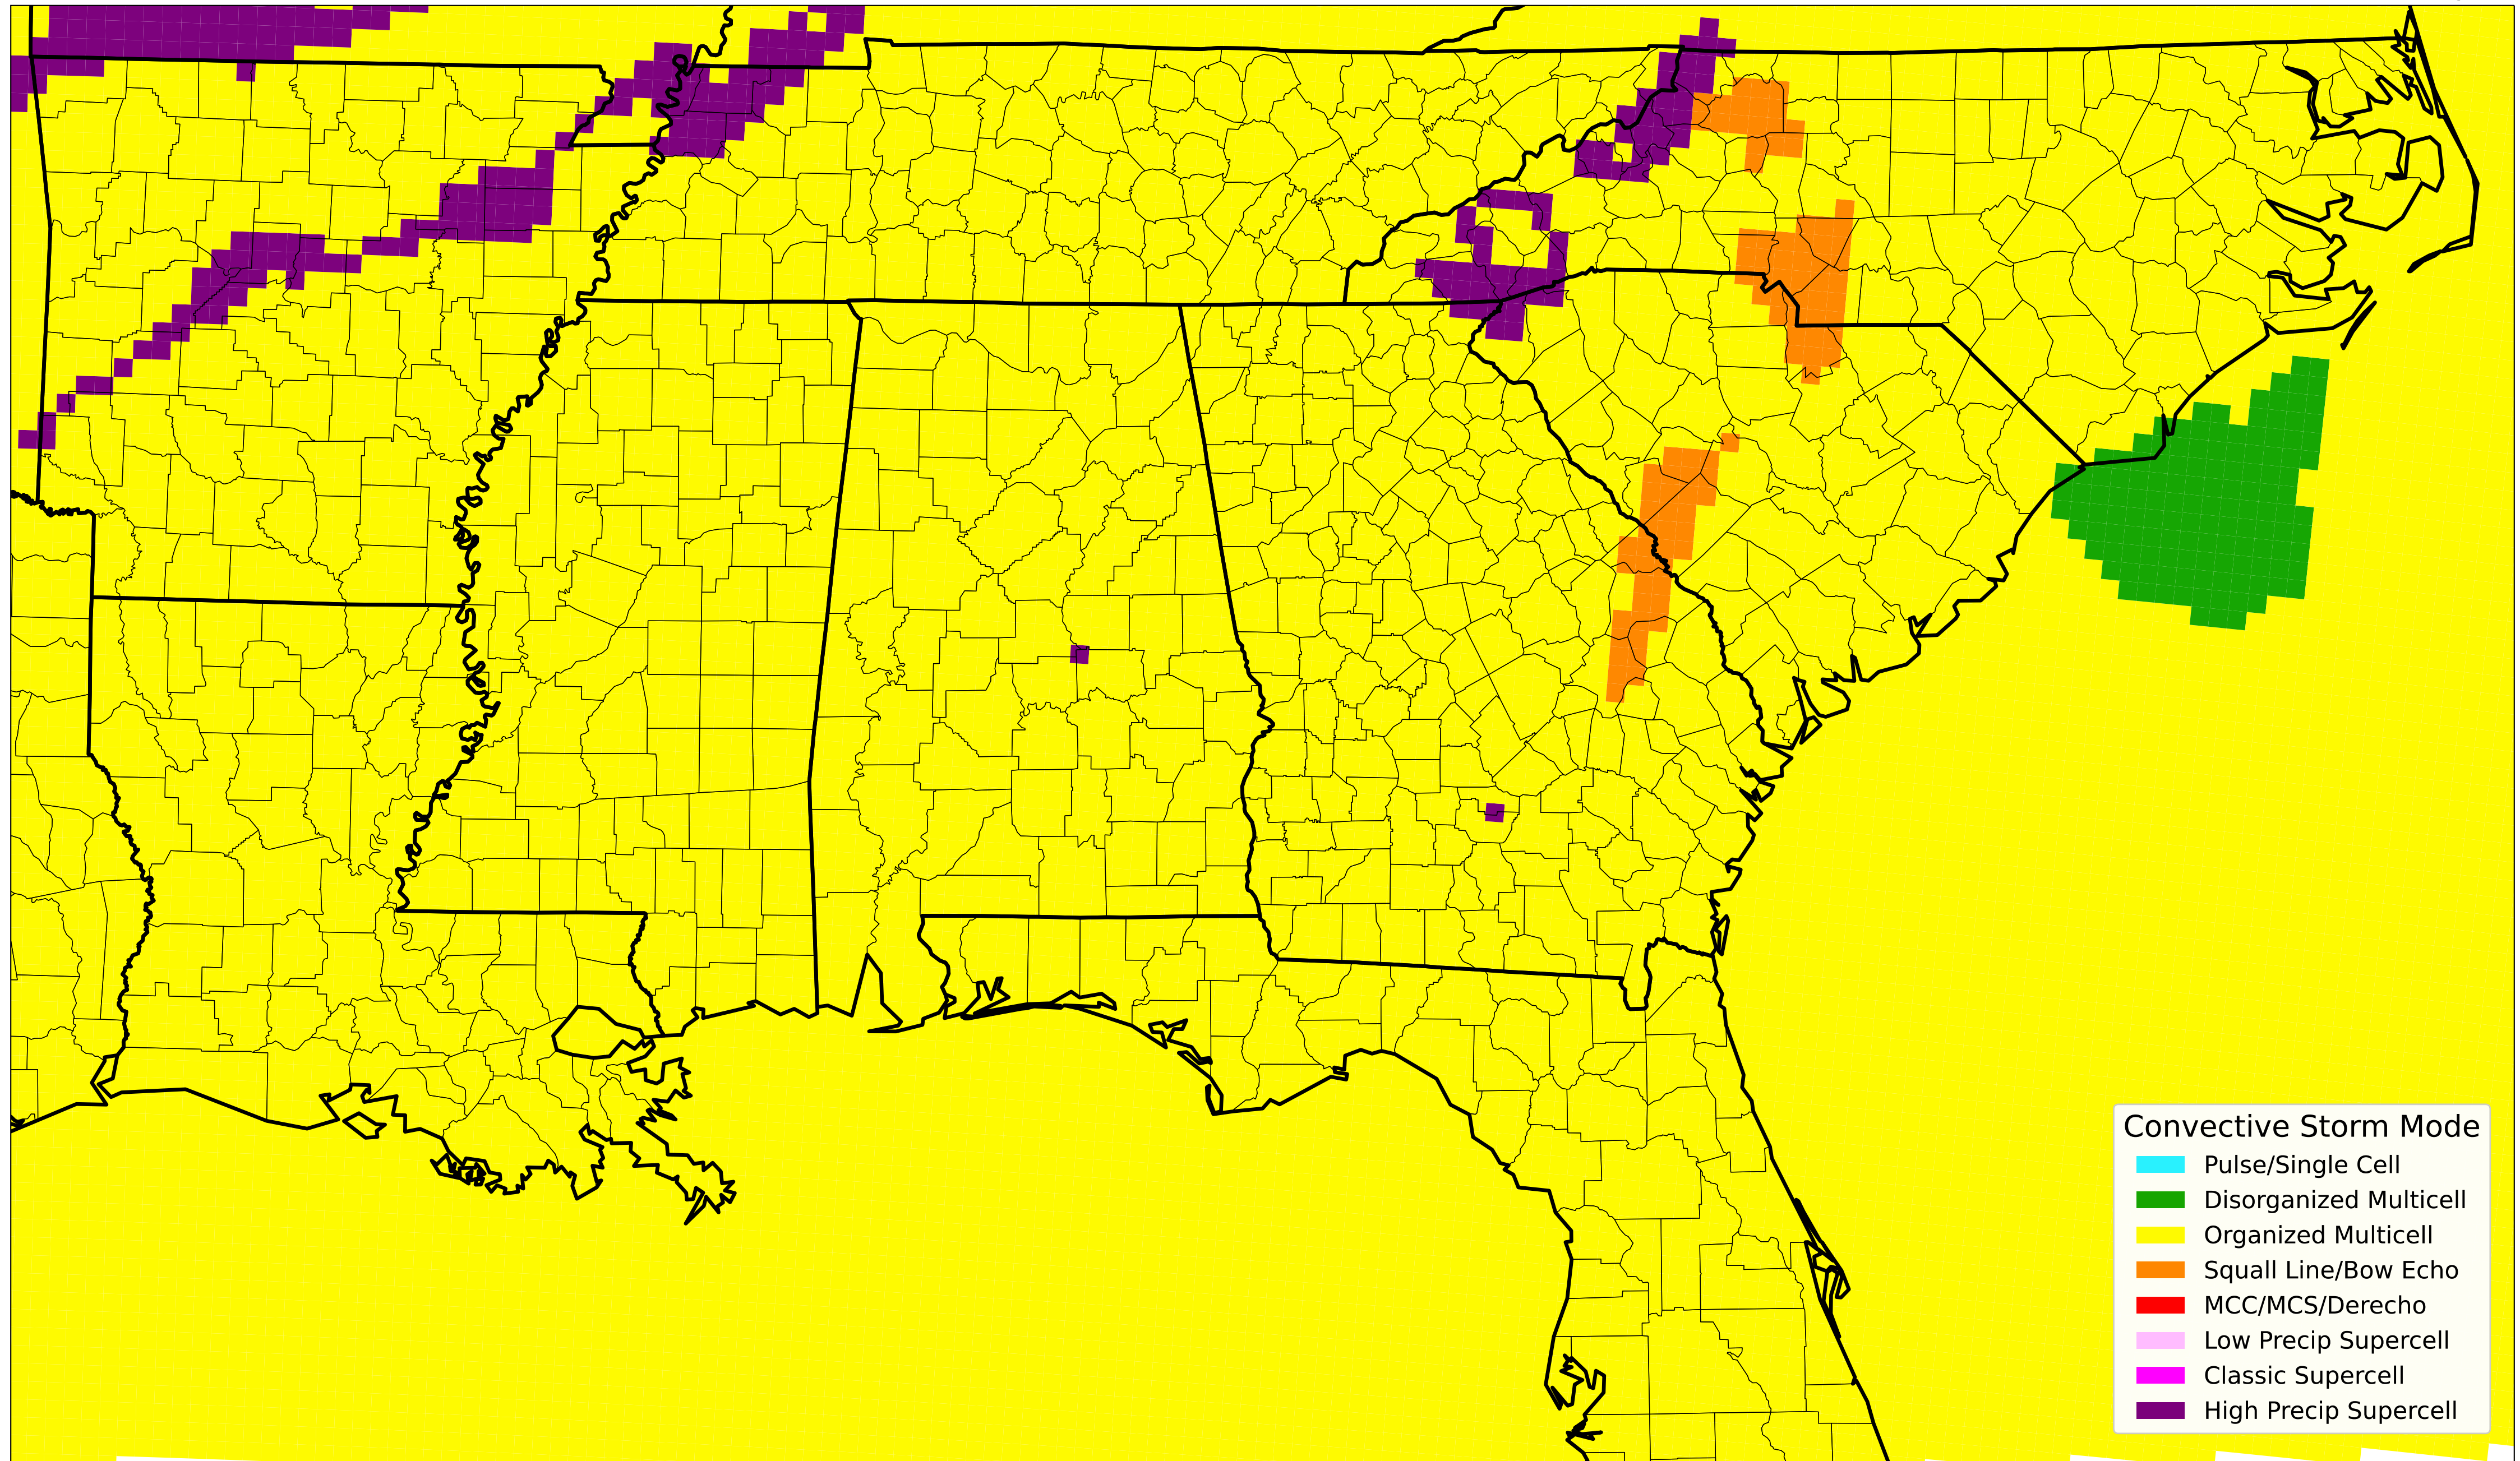 Convective Storm Mode
Pulse/Single Cell
Disorganized Multicell
Organized Multicell
Squall Line/Bow Echo
MCC/MCS/Derecho
Low Precip Supercell
Classic Supercell
High Precip Supercell